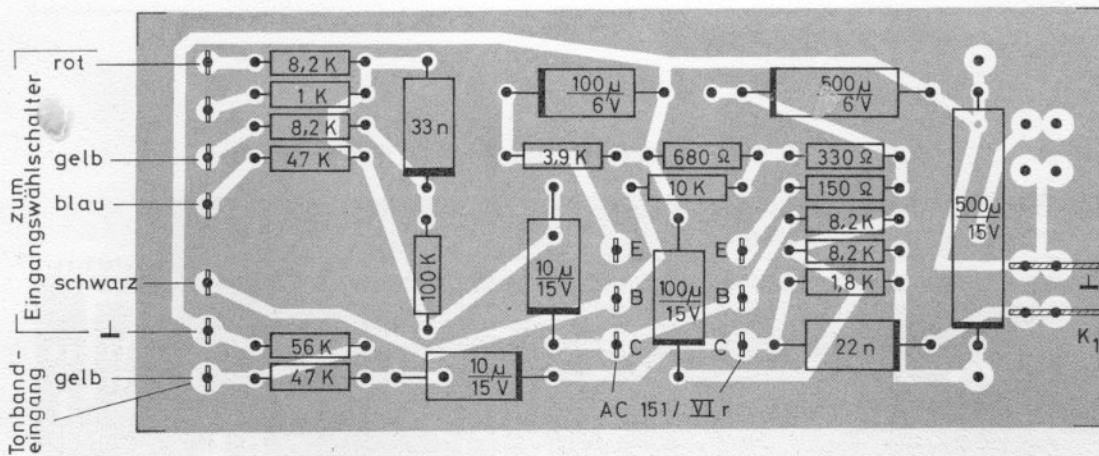 zum
Eingangswählschalter
rot
gelb
blau
schwarz
Tonband-
eingang
gelb
8,2 K
1 K
8,2 K
47 K
33 n
100 K
56 K
47 K
10 µ
15 V
100 µ
6 V
3,9 K
680 Ω
10 K
10 µ
15 V
E
B
C
100 µ
15 V
E
B
C
AC 151 / VI r
500 µ
6 V
330 Ω
150 Ω
8,2 K
8,2 K
1,8 K
22 n
500 µ
15 V
K1